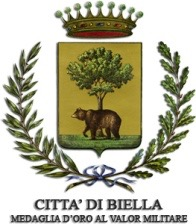 CITTA' DI BIELLA
MEDAGLIA D'ORO AL VALOR MILITARE